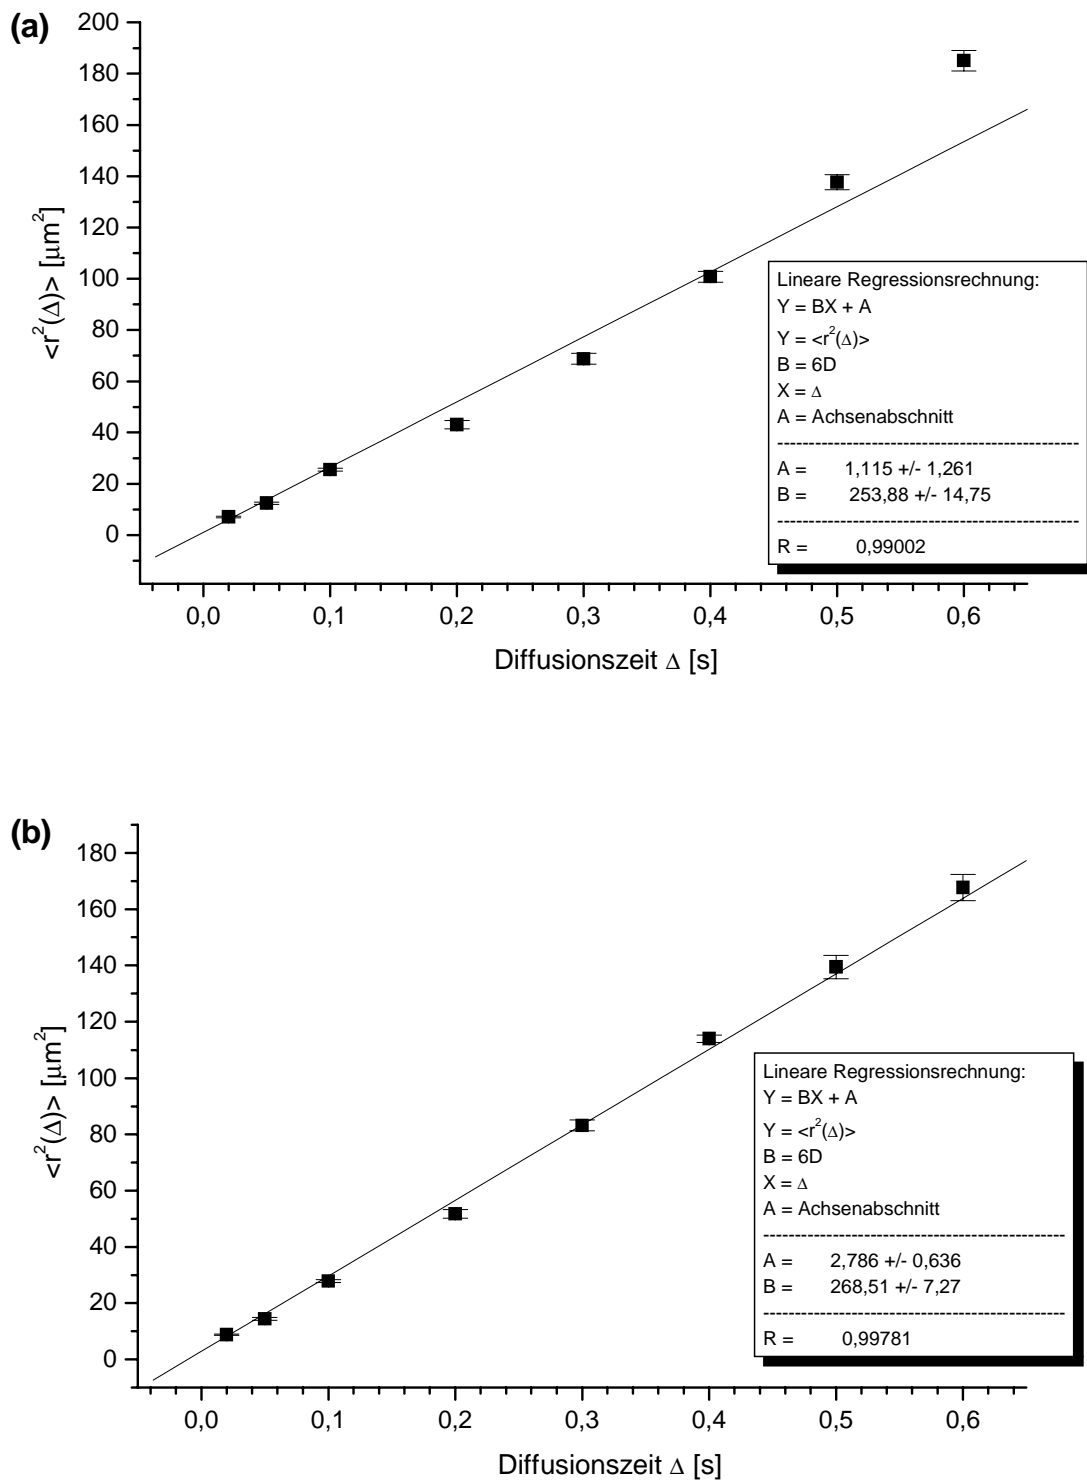 (a)
200
180
160
140
120
100
80
60
40
20
0
<r²(Δ)> [µm²]
0,0 0,1 0,2 0,3 0,4 0,5 0,6
Diffusionszeit Δ [s]
Lineare Regressionsrechnung:
Y = BX + A
Y = <r²(Δ)>
B = 6D
X = Δ
A = Achsenabschnitt
A = 1,115 +/- 1,261
B = 253,88 +/- 14,75
R = 0,99002
(b)
180
160
140
120
100
80
60
40
20
0
<r²(Δ)> [µm²]
0,0 0,1 0,2 0,3 0,4 0,5 0,6
Diffusionszeit Δ [s]
Lineare Regressionsrechnung:
Y = BX + A
Y = <r²(Δ)>
B = 6D
X = Δ
A = Achsenabschnitt
A = 2,786 +/- 0,636
B = 268,51 +/- 7,27
R = 0,99781